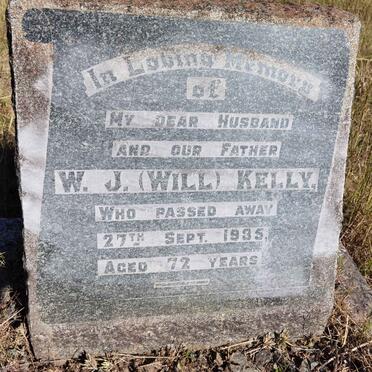 In Loving Memory
of
MY DEAR HUSBAND
AND OUR FATHER
W. J. (WILL) KELLY.
WHO PASSED AWAY
27TH SEPT. 1935
AGED 72 YEARS